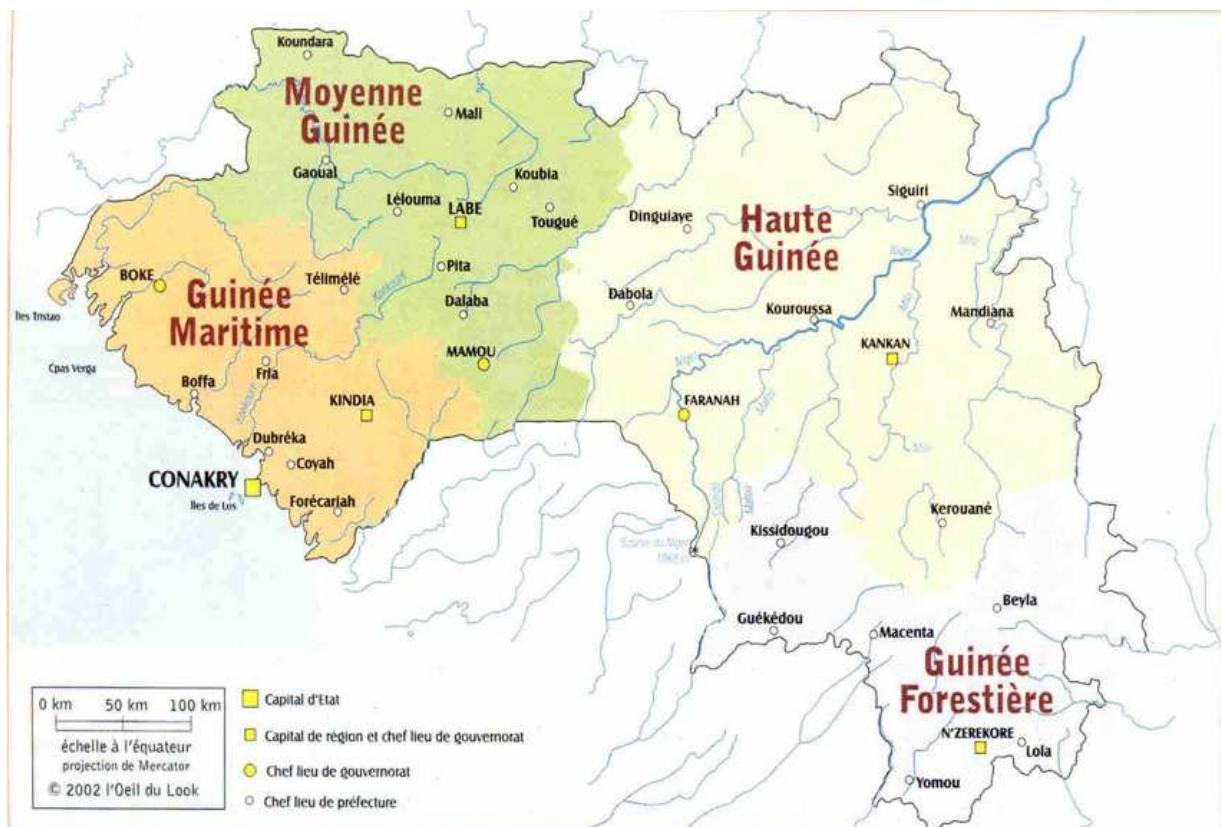 Koundara
Moyenne
Guinée
Mali
Gaoual
Koubia
Lélouma
LABE
Tougué
Siguiri
Dinguiaye
Haute
Guinée
Niger
BOKE
Guinée
Maritime
Télimélé
Pita
Dalaba
Dabola
Kouroussa
Mandiana
Îles Tristao
Cpas Verga
Fria
MAMOU
Niger
KANKAN
Boffa
KINDIA
FARANAH
Dubréka
Coyah
CONAKRY
Îles de Los
Forécariah
Kissidougou
Kerouané
Guékédou
Macenta
Beyla
Guinée
Forestière
N'ZEREKORE
Lola
Yomou
0 km 50 km 100 km
échelle à l'équateur
projection de Mercator
© 2002 l'Oeil du Look
Capital d'Etat
Capital de région et chef lieu de gouvernorat
Chef lieu de gouvernorat
Chef lieu de préfecture